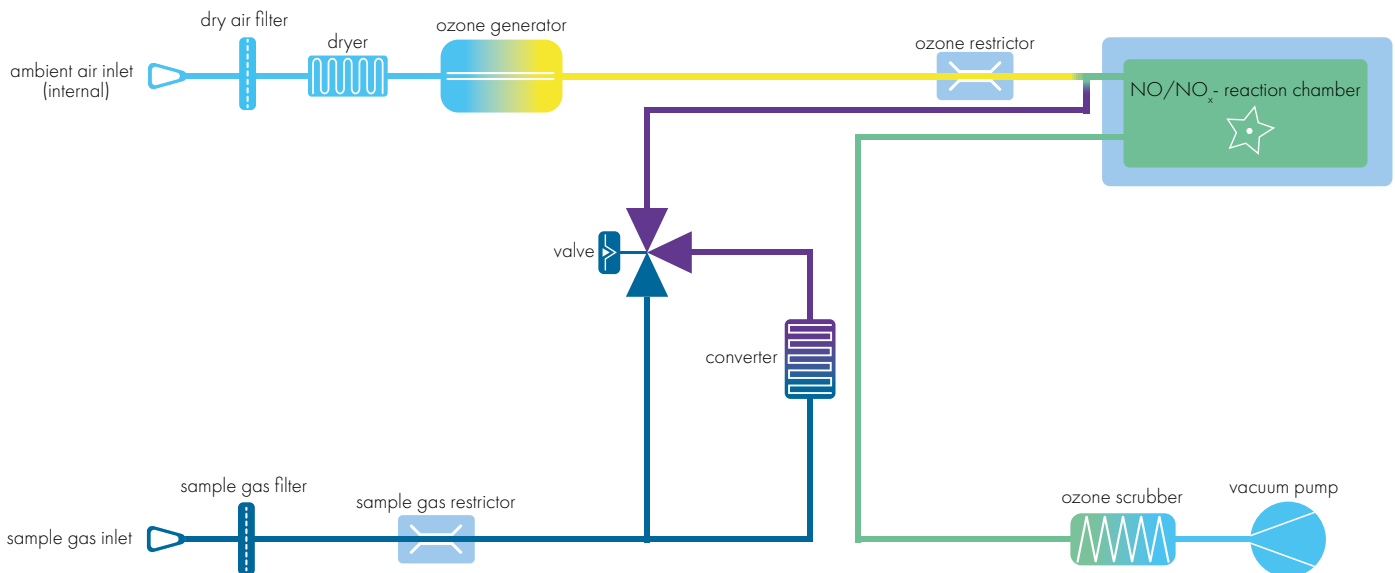 dry air filter
ozone generator
dryer
ozone restrictor
ambient air inlet
(internal)
NO/NOx- reaction chamber
valve
converter
sample gas filter
sample gas restrictor
ozone scrubber
vacuum pump
sample gas inlet